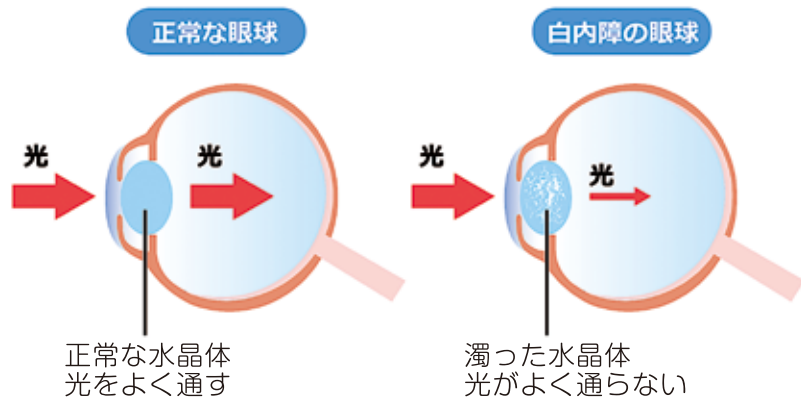 正常な眼球
白内障の眼球
光
光
光
光
正常な水晶体
光をよく通す
濁った水晶体
光がよく通らない